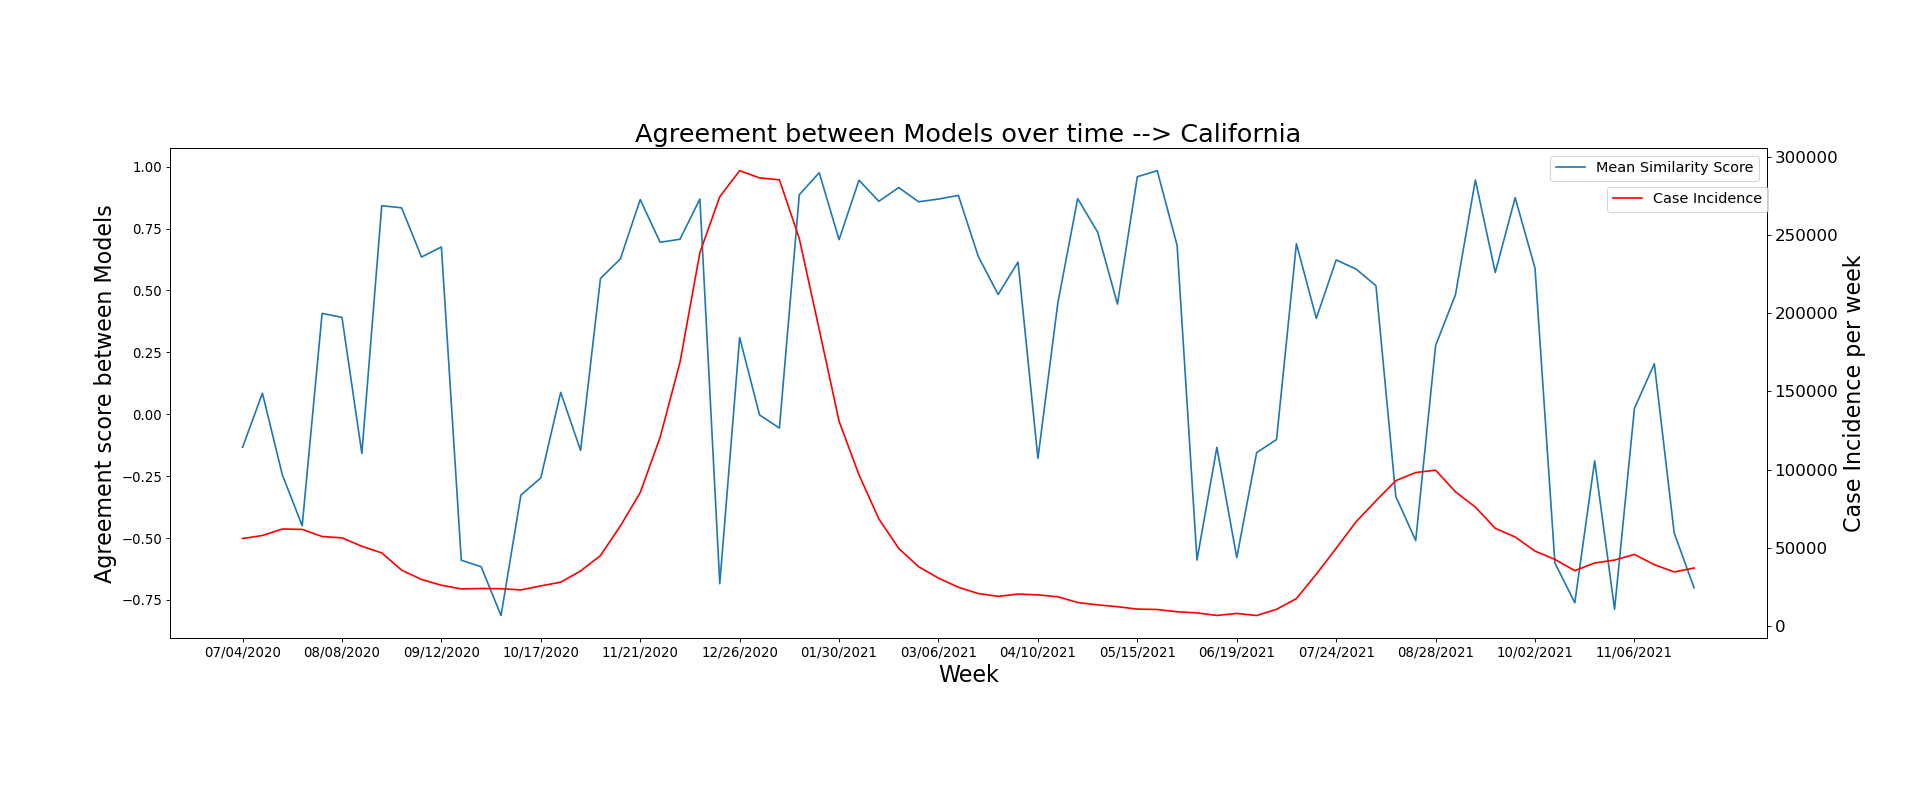 Agreement between Models over time --> California
Agreement score between Models
1.00
0.75
0.50
0.25
0.00
−0.25
−0.50
−0.75
Mean Similarity Score
Case Incidence
300000
250000
200000
150000
100000
50000
0
Case Incidence per week
07/04/2020 08/08/2020 09/12/2020 10/17/2020 11/21/2020 12/26/2020 01/30/2021 03/06/2021 04/10/2021 05/15/2021 06/19/2021 07/24/2021 08/28/2021 10/02/2021 11/06/2021
Week